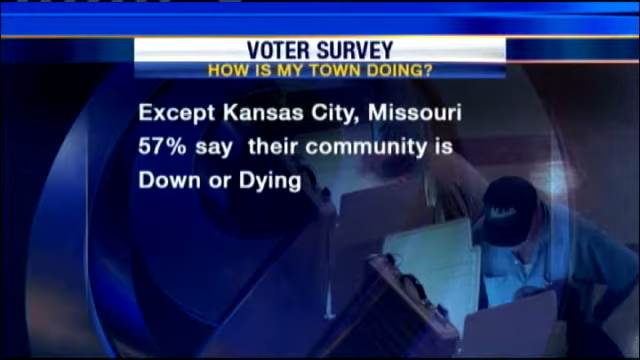 VOTER SURVEY
HOW IS MY TOWN DOING?
Except Kansas City, Missouri
57% say their community is
Down or Dying